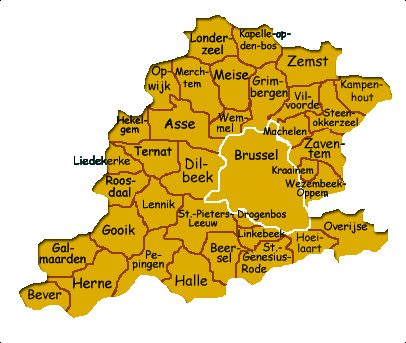 Kapelle-op-
den-bos
Londer-
zeel
Zemst
Op-
wijk
Merch-
tem
Meise
Grim-
bergen
Kampen-
hout
Vil-
voorde
Steen-
okkerzeel
Hekel-
gem
Asse
Wem-
mel
Machelen
Zaven-
tem
Liedekerke
Ternat
Dil-
beek
Brussel
Kraainem
Wezembeek-
Oppem
Roos-
daal
Lennik
St.-Pieters-
Leeuw
Drogenbos
Gooik
Linkebeek
Hoei-
laart
Overijse
Gal-
maarden
Pe-
pingen
Beer-
sel
St.-
Genesius-
Rode
Bever
Herne
Halle